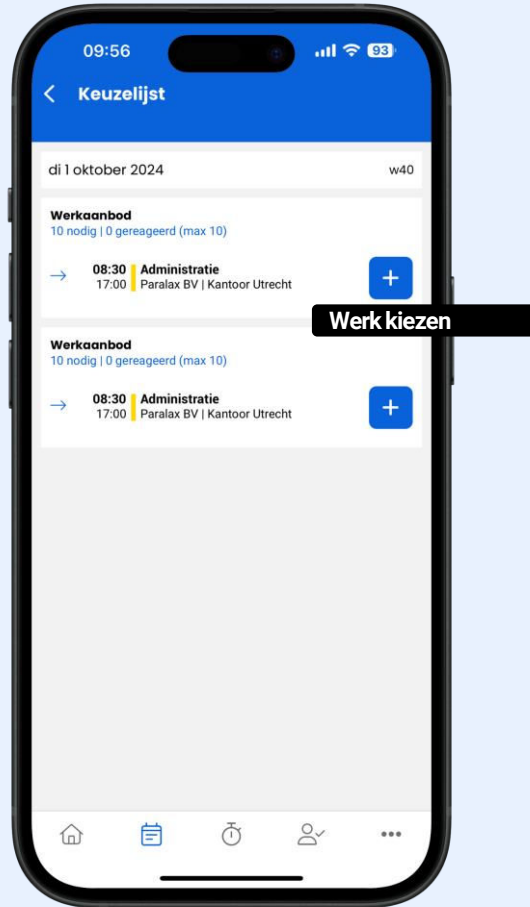 09:56
93
Keuzelijst
di 1 oktober 2024 w40
Werkaanbod
10 nodig | 0 gereageerd (max 10)
08:30 Administratie
17:00 Paralax BV | Kantoor Utrecht
Werk kiezen
Werkaanbod
10 nodig | 0 gereageerd (max 10)
08:30 Administratie
17:00 Paralax BV | Kantoor Utrecht